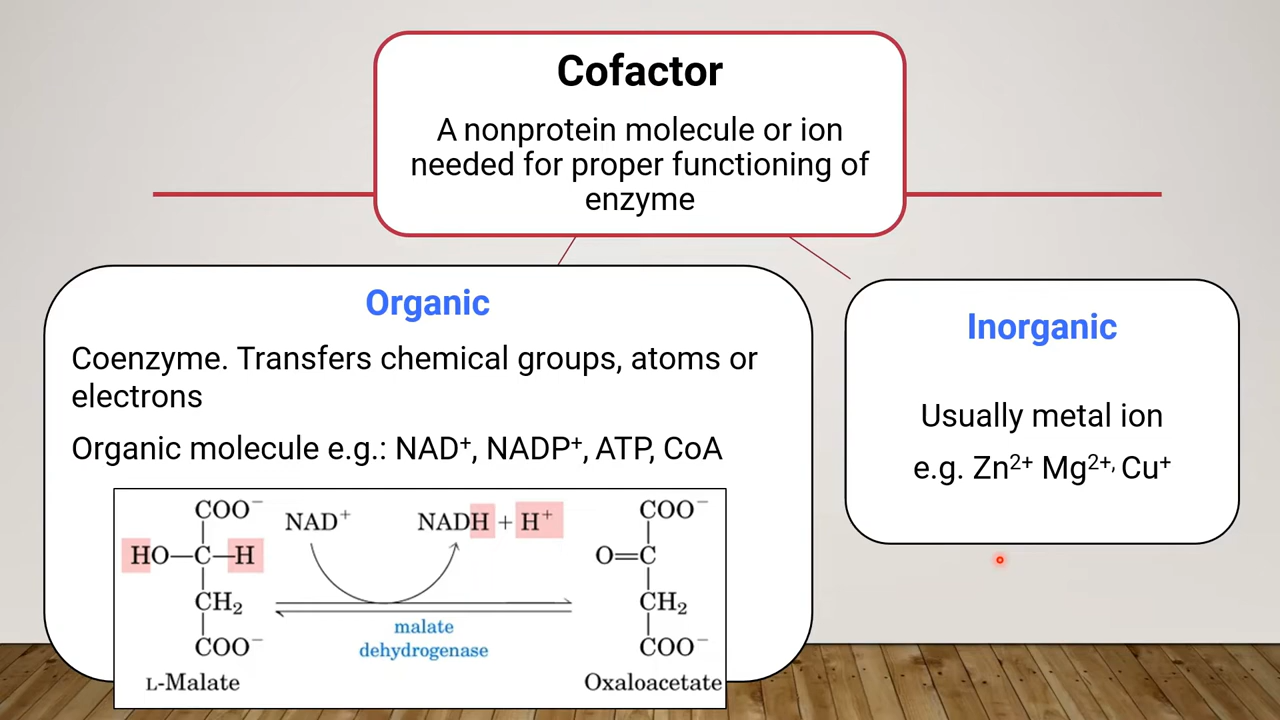 Cofactor
A nonprotein molecule or ion
needed for proper functioning of
enzyme
Organic
Coenzyme. Transfers chemical groups, atoms or
electrons
Organic molecule e.g.: NAD⁺, NADP⁺, ATP, CoA
COO⁻
HO—C—H
CH₂
COO⁻
L-Malate
NAD⁺
NADH + H⁺
malate
dehydrogenase
COO⁻
O=C
CH₂
COO⁻
Oxaloacetate
Inorganic
Usually metal ion
e.g. Zn²⁺ Mg²⁺, Cu⁺